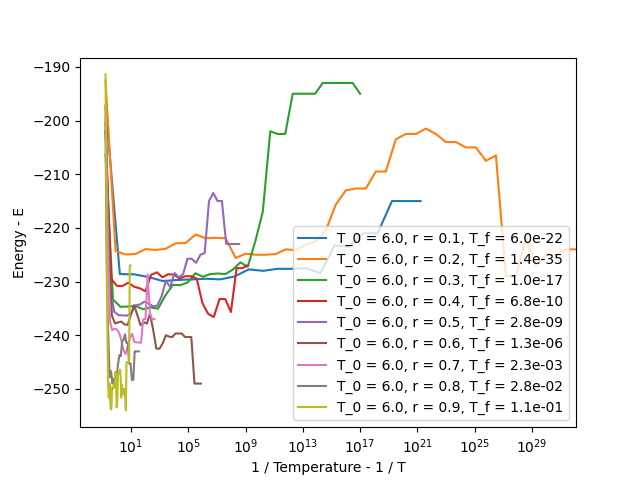 −190
−200
−210
−220
−230
−240
−250
Energy - E
10^1
10^5
10^9
10^13
10^17
10^21
10^25
10^29
1 / Temperature - 1 / T
T_0 = 6.0, r = 0.1, T_f = 6.0e-22
T_0 = 6.0, r = 0.2, T_f = 1.4e-35
T_0 = 6.0, r = 0.3, T_f = 1.0e-17
T_0 = 6.0, r = 0.4, T_f = 6.8e-10
T_0 = 6.0, r = 0.5, T_f = 2.8e-09
T_0 = 6.0, r = 0.6, T_f = 1.3e-06
T_0 = 6.0, r = 0.7, T_f = 2.3e-03
T_0 = 6.0, r = 0.8, T_f = 2.8e-02
T_0 = 6.0, r = 0.9, T_f = 1.1e-01